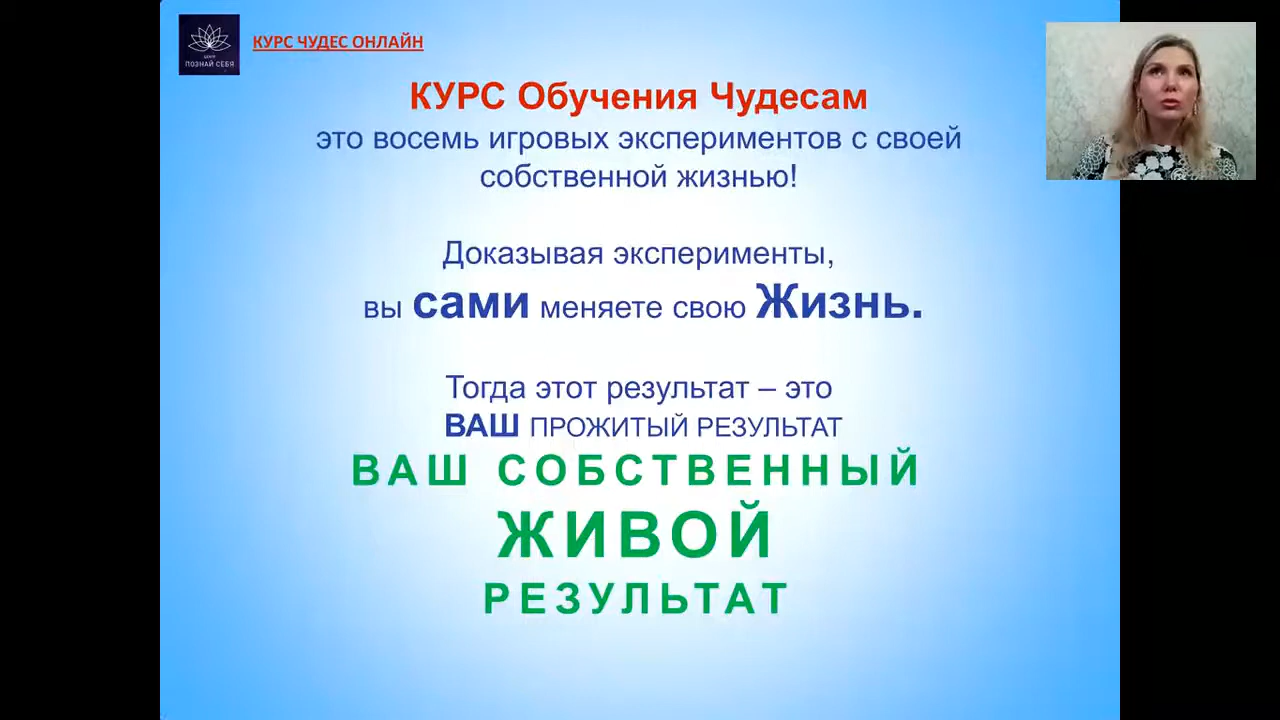 ЦЕНТР
ПОЗНАЙ СЕБЯ
КУРС ЧУДЕС ОНЛАЙН
КУРС Обучения Чудесам
это восемь игровых экспериментов с своей
собственной жизнью!
Доказывая эксперименты,
вы сами меняете свою Жизнь.
Тогда этот результат – это
ВАШ ПРОЖИТЫЙ РЕЗУЛЬТАТ
ВАШ СОБСТВЕННЫЙ
ЖИВОЙ
РЕЗУЛЬТАТ